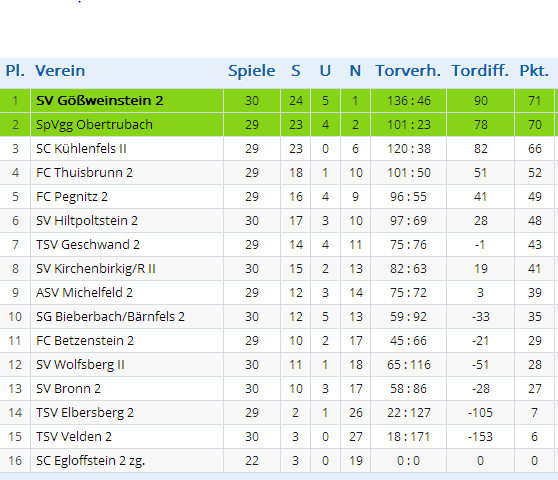 Pl. Verein Spiele S U N Torverh. Tordiff. Pkt.
1 SV Gößweinstein 2 30 24 5 1 136 : 46 90 71
2 SpVgg Obertrubach 29 23 4 2 101 : 23 78 70
3 SC Kühlenfels II 29 23 0 6 120 : 38 82 66
4 FC Thuisbrunn 2 29 18 1 10 101 : 50 51 52
5 FC Pegnitz 2 29 16 4 9 96 : 55 41 49
6 SV Hiltpoltstein 2 30 17 3 10 97 : 69 28 48
7 TSV Geschwand 2 29 14 4 11 75 : 76 -1 43
8 SV Kirchenbirkig/R II 30 15 2 13 82 : 63 19 41
9 ASV Michelfeld 2 29 12 3 14 75 : 72 3 39
10 SG Bieberbach/Bärnfels 2 30 12 5 13 59 : 92 -33 35
11 FC Betzenstein 2 29 10 2 17 45 : 66 -21 29
12 SV Wolfsberg II 30 11 1 18 65 : 116 -51 28
13 SV Bronn 2 30 10 3 17 58 : 86 -28 27
14 TSV Elbersberg 2 29 2 1 26 22 : 127 -105 7
15 TSV Velden 2 30 3 0 27 18 : 171 -153 6
16 SC Egloffstein 2 zg. 22 3 0 19 0 : 0 0 0